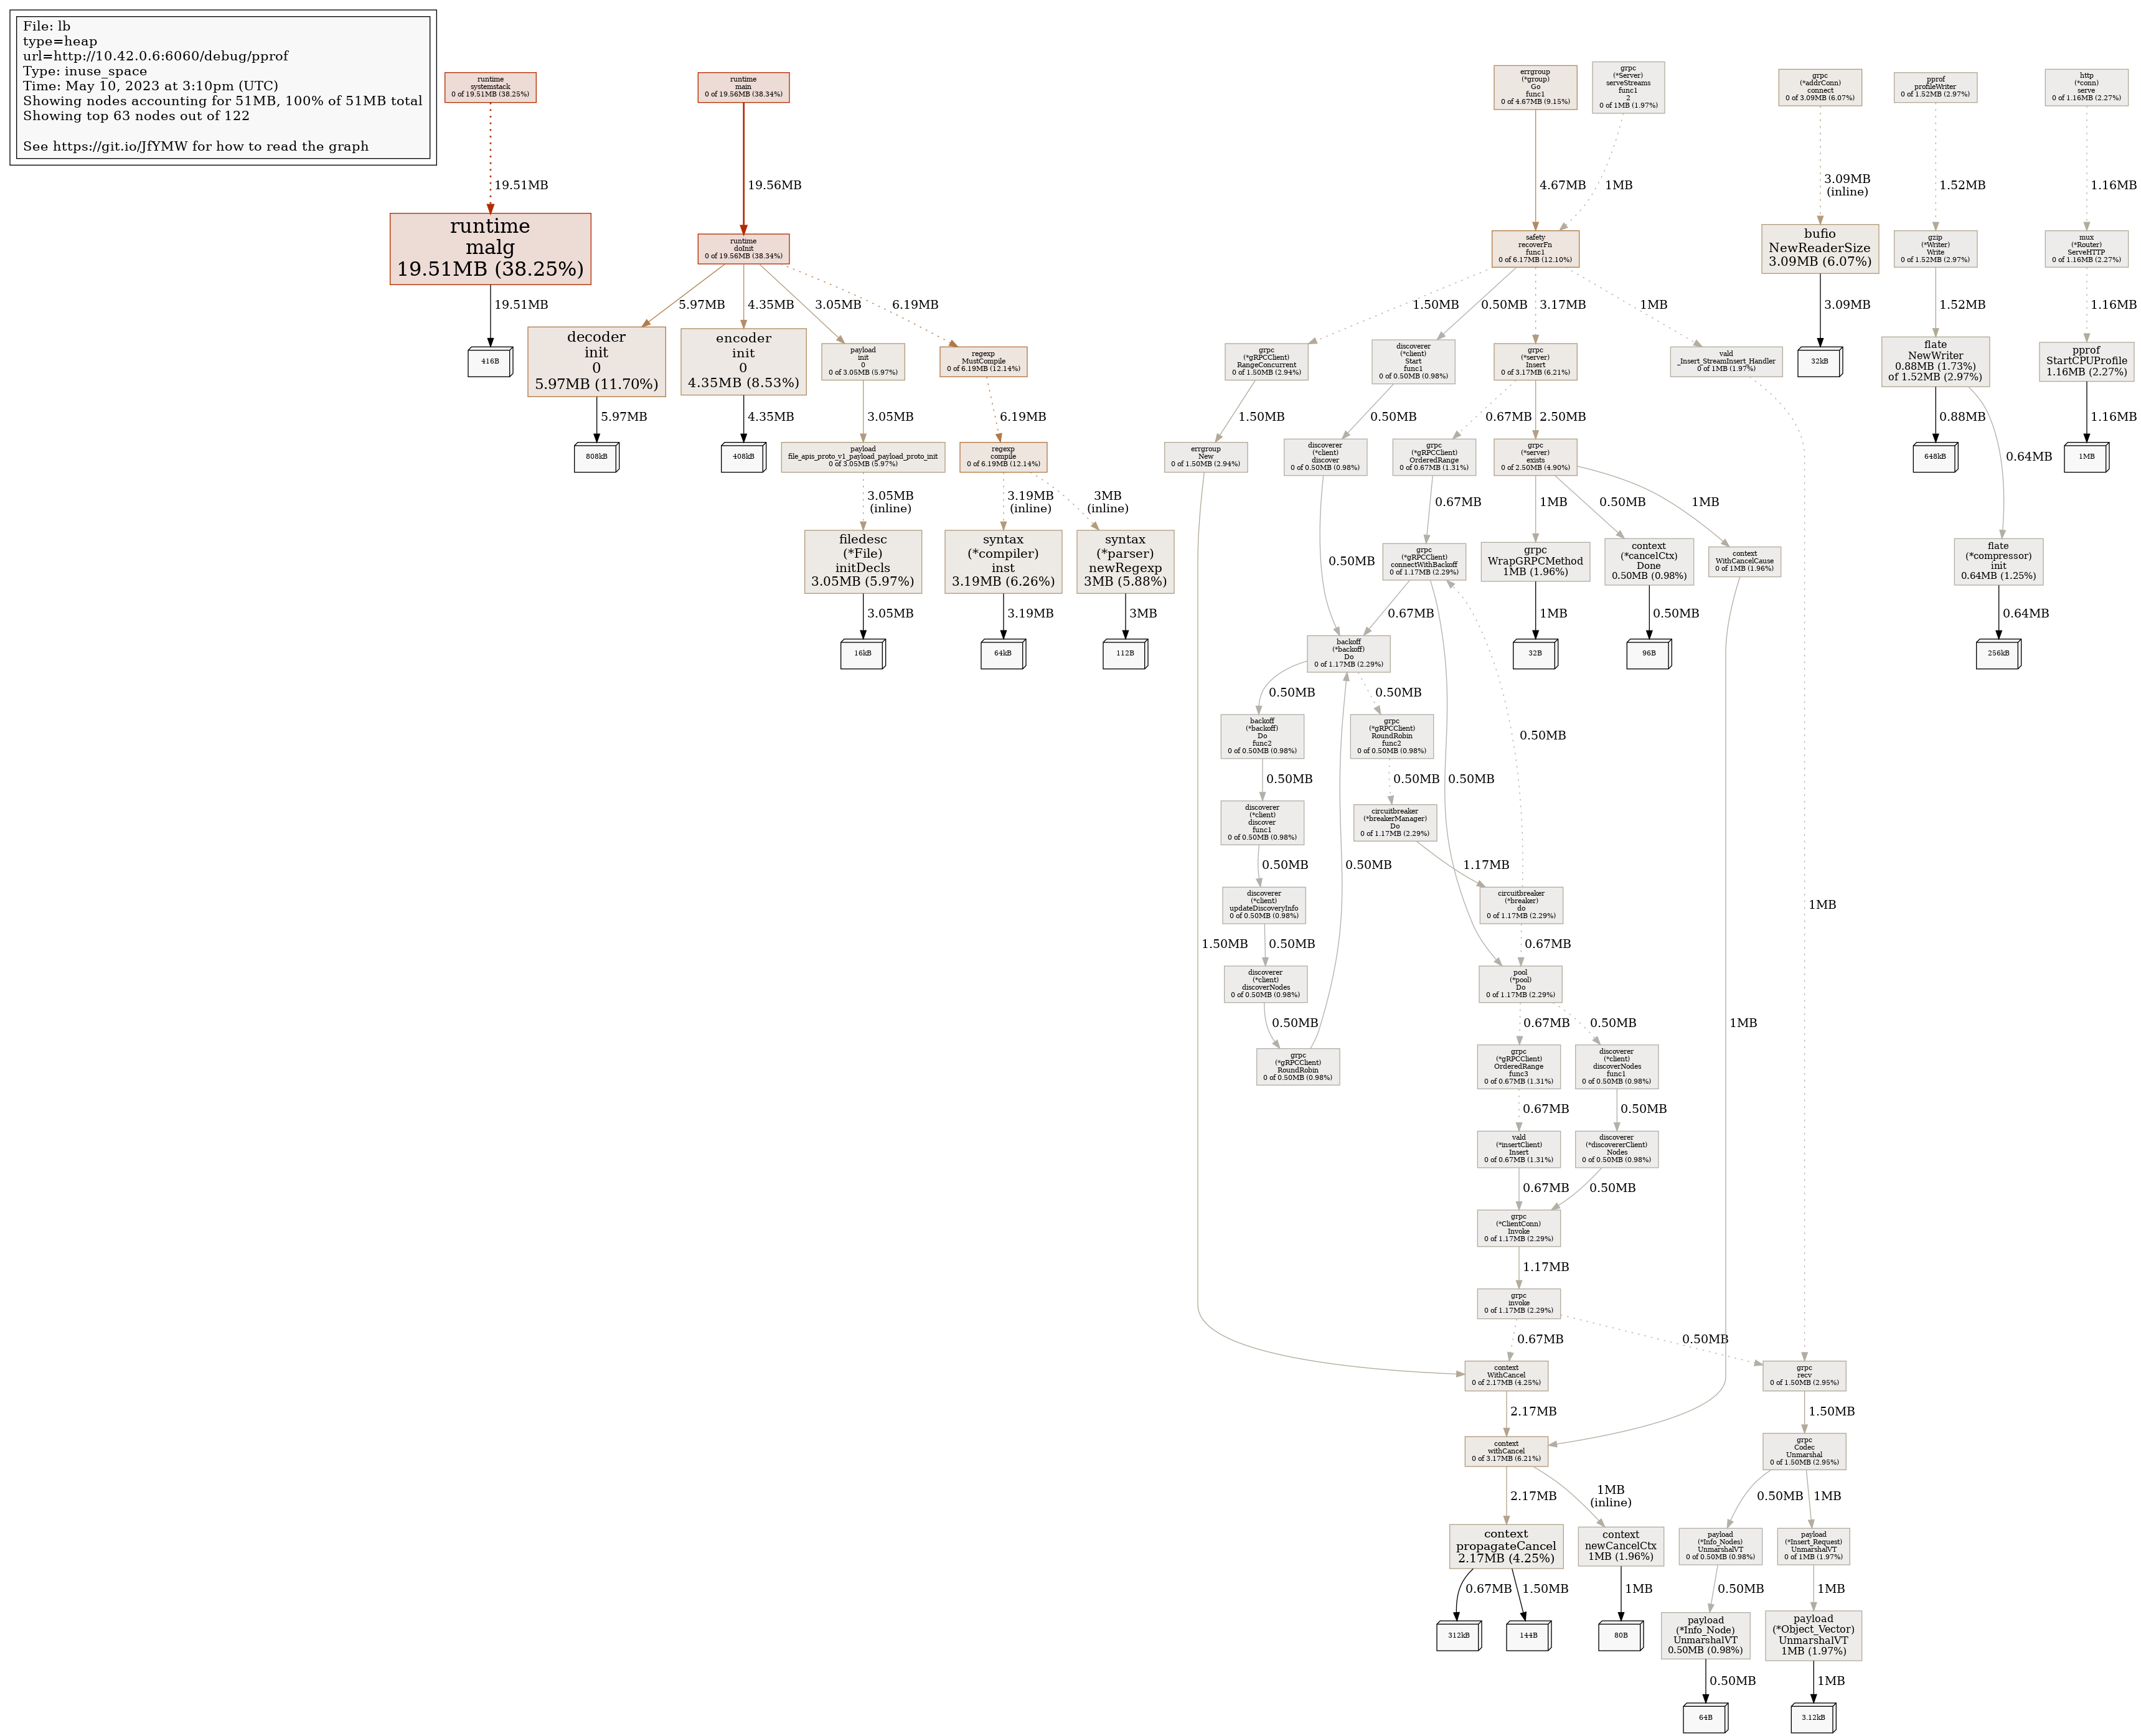 File: lb
type=heap
url=http://10.42.0.6:6060/debug/pprof
Type: inuse_space
Time: May 10, 2023 at 3:10pm (UTC)
Showing nodes accounting for 51MB, 100% of 51MB total
Showing top 63 nodes out of 122
See https://git.io/JfYMW for how to read the graph
runtime
systemstack
0 of 19.51MB (38.25%)
19.51MB
runtime
malg
19.51MB (38.25%)
19.51MB
416B
runtime
main
0 of 19.56MB (38.34%)
19.56MB
runtime
doInit
0 of 19.56MB (38.34%)
5.97MB
4.35MB
3.05MB
6.19MB
decoder
init
0
5.97MB (11.70%)
5.97MB
808kB
encoder
init
0
4.35MB (8.53%)
4.35MB
408kB
payload
init
0
0 of 3.05MB (5.97%)
3.05MB
payload
file_apis_proto_v1_payload_payload_proto_init
0 of 3.05MB (5.97%)
3.05MB
(inline)
filedesc
(*File)
initDecls
3.05MB (5.97%)
3.05MB
16kB
regexp
MustCompile
0 of 6.19MB (12.14%)
6.19MB
regexp
compile
0 of 6.19MB (12.14%)
3.19MB
(inline)
3MB
(inline)
syntax
(*compiler)
inst
3.19MB (6.26%)
3.19MB
64kB
syntax
(*parser)
newRegexp
3MB (5.88%)
3MB
112B
errgroup
(*group)
Go
func1
0 of 4.67MB (9.15%)
4.67MB
grpc
(*Server)
serveStreams
func1
2
0 of 1MB (1.97%)
1MB
safety
recoverFn
func1
0 of 6.17MB (12.10%)
1.50MB
0.50MB
3.17MB
1MB
grpc
(*gRPCClient)
RangeConcurrent
0 of 1.50MB (2.94%)
1.50MB
errgroup
New
0 of 1.50MB (2.94%)
1.50MB
discoverer
(*client)
Start
func1
0 of 0.50MB (0.98%)
0.50MB
discoverer
(*client)
discover
0 of 0.50MB (0.98%)
0.50MB
grpc
(*server)
Insert
0 of 3.17MB (6.21%)
0.67MB
2.50MB
grpc
(*gRPCClient)
OrderedRange
0 of 0.67MB (1.31%)
0.67MB
grpc
(*server)
exists
0 of 2.50MB (4.90%)
1MB
0.50MB
1MB
vald
_Insert_StreamInsert_Handler
0 of 1MB (1.97%)
1MB
grpc
(*gRPCClient)
connectWithBackoff
0 of 1.17MB (2.29%)
0.67MB
0.50MB
grpc
WrapGRPCMethod
1MB (1.96%)
1MB
32B
context
(*cancelCtx)
Done
0.50MB (0.98%)
0.50MB
96B
context
WithCancelCause
0 of 1MB (1.96%)
1MB
backoff
(*backoff)
Do
0 of 1.17MB (2.29%)
0.50MB
0.50MB
backoff
(*backoff)
Do
func2
0 of 0.50MB (0.98%)
0.50MB
grpc
(*gRPCClient)
RoundRobin
func2
0 of 0.50MB (0.98%)
0.50MB
discoverer
(*client)
discover
func1
0 of 0.50MB (0.98%)
0.50MB
circuitbreaker
(*breakerManager)
Do
0 of 1.17MB (2.29%)
1.17MB
discoverer
(*client)
updateDiscoveryInfo
0 of 0.50MB (0.98%)
0.50MB
circuitbreaker
(*breaker)
do
0 of 1.17MB (2.29%)
0.50MB
0.67MB
discoverer
(*client)
discoverNodes
0 of 0.50MB (0.98%)
0.50MB
grpc
(*gRPCClient)
RoundRobin
0 of 0.50MB (0.98%)
0.50MB
pool
(*pool)
Do
0 of 1.17MB (2.29%)
0.67MB
0.50MB
grpc
(*gRPCClient)
OrderedRange
func3
0 of 0.67MB (1.31%)
0.67MB
discoverer
(*client)
discoverNodes
func1
0 of 0.50MB (0.98%)
0.50MB
vald
(*insertClient)
Insert
0 of 0.67MB (1.31%)
0.67MB
discoverer
(*discovererClient)
Nodes
0 of 0.50MB (0.98%)
0.50MB
grpc
(*ClientConn)
Invoke
0 of 1.17MB (2.29%)
1.17MB
grpc
invoke
0 of 1.17MB (2.29%)
0.67MB
0.50MB
context
WithCancel
0 of 2.17MB (4.25%)
2.17MB
grpc
recv
0 of 1.50MB (2.95%)
1.50MB
context
withCancel
0 of 3.17MB (6.21%)
2.17MB
1MB
(inline)
grpc
Codec
Unmarshal
0 of 1.50MB (2.95%)
0.50MB
1MB
context
propagateCancel
2.17MB (4.25%)
0.67MB
1.50MB
312kB
144B
context
newCancelCtx
1MB (1.96%)
1MB
80B
payload
(*Info_Nodes)
UnmarshalVT
0 of 0.50MB (0.98%)
0.50MB
payload
(*Info_Node)
UnmarshalVT
0.50MB (0.98%)
0.50MB
64B
payload
(*Insert_Request)
UnmarshalVT
0 of 1MB (1.97%)
1MB
payload
(*Object_Vector)
UnmarshalVT
1MB (1.97%)
1MB
3.12kB
grpc
(*addrConn)
connect
0 of 3.09MB (6.07%)
3.09MB
(inline)
bufio
NewReaderSize
3.09MB (6.07%)
3.09MB
32kB
pprof
profileWriter
0 of 1.52MB (2.97%)
1.52MB
gzip
(*Writer)
Write
0 of 1.52MB (2.97%)
1.52MB
flate
NewWriter
0.88MB (1.73%)
of 1.52MB (2.97%)
0.88MB
0.64MB
648kB
flate
(*compressor)
init
0.64MB (1.25%)
0.64MB
256kB
http
(*conn)
serve
0 of 1.16MB (2.27%)
1.16MB
mux
(*Router)
ServeHTTP
0 of 1.16MB (2.27%)
1.16MB
pprof
StartCPUProfile
1.16MB (2.27%)
1.16MB
1MB